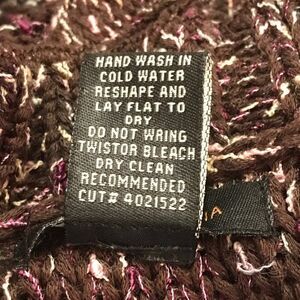 HAND WASH IN
COLD WATER
RESHAPE AND
LAY FLAT TO
DRY
DO NOT WRING
TWISTOR BLEACH
DRY CLEAN
RECOMMENDED
CUT# 4021522
IA